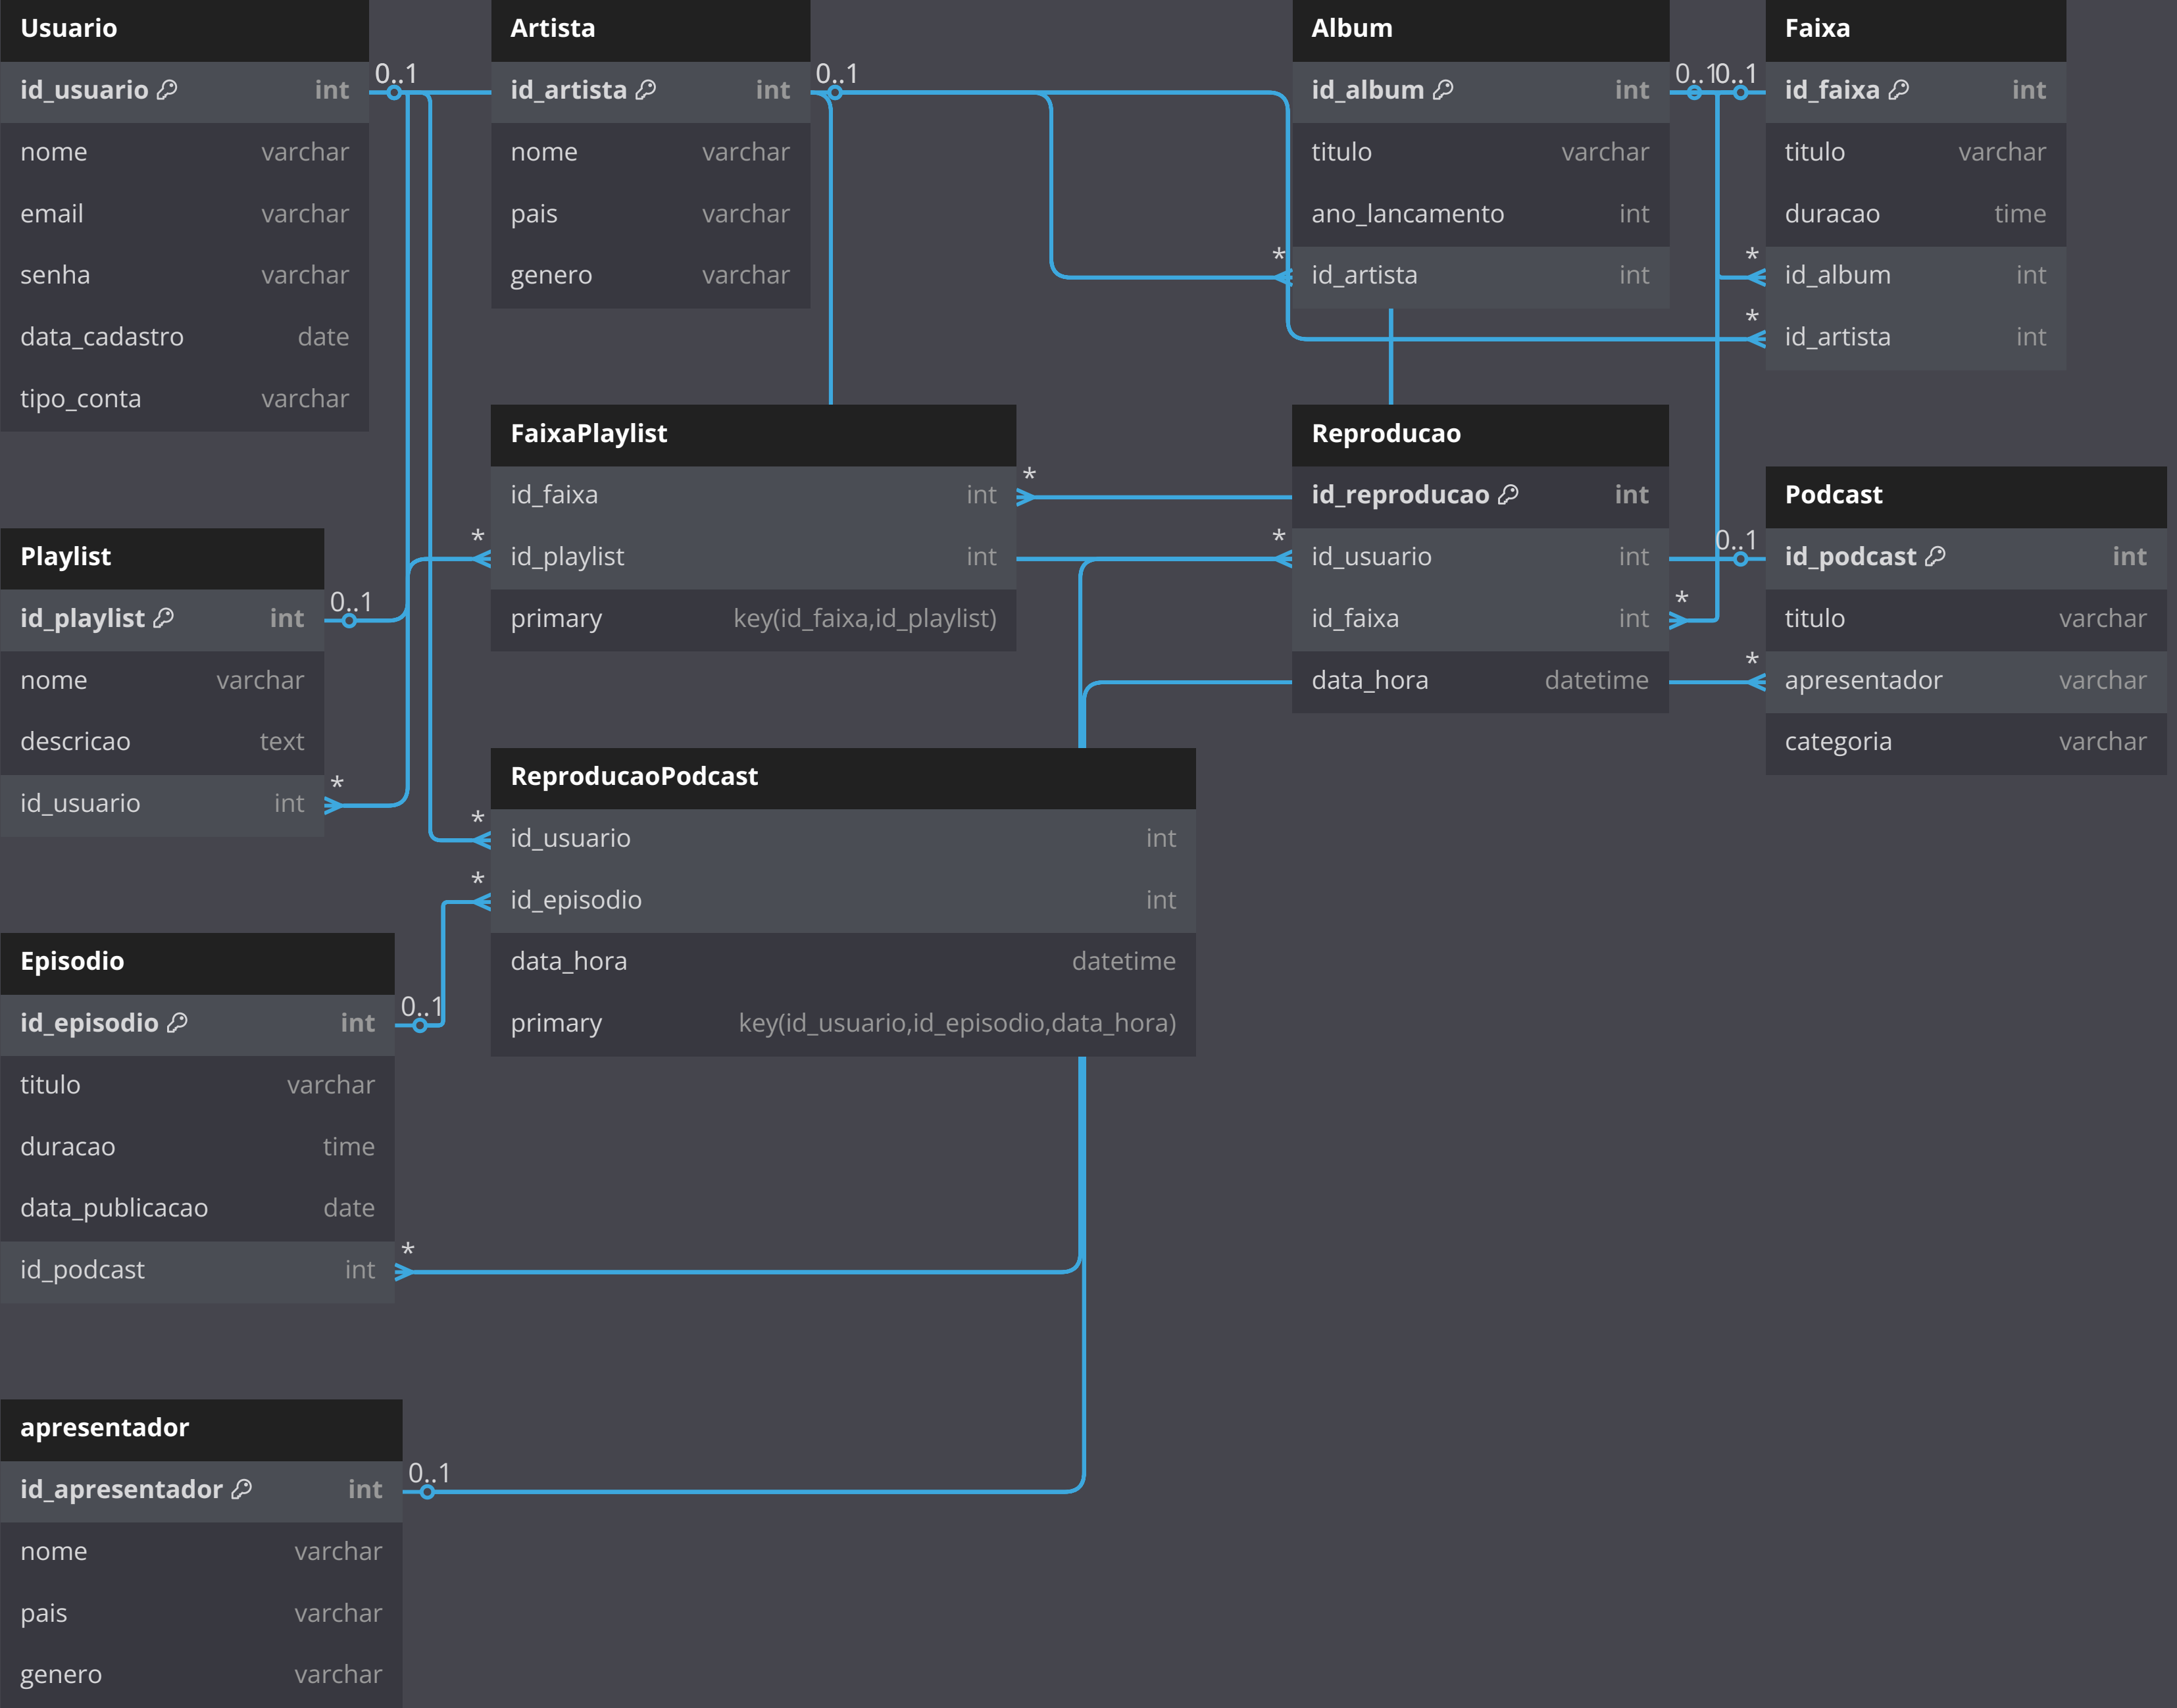 Usuario
id_usuario int
nome varchar
email varchar
senha varchar
data_cadastro date
tipo_conta varchar
0..1
Artista
id_artista int
nome varchar
pais varchar
genero varchar
0..1
Album
id_album int
titulo varchar
ano_lancamento int
* id_artista int
0..1
0..1
Faixa
id_faixa int
titulo varchar
duracao time
* id_album int
* id_artista int
Playlist
id_playlist int
0..1
nome varchar
descricao text
id_usuario int
*
FaixaPlaylist
id_faixa int
*
* id_playlist int
primary key(id_faixa,id_playlist)
Reproducao
id_reproducao int
* id_usuario int
id_faixa int
*
data_hora datetime
Podcast
0..1
id_podcast int
titulo varchar
* apresentador varchar
categoria varchar
ReproducaoPodcast
* id_usuario int
* id_episodio int
data_hora datetime
primary key(id_usuario,id_episodio,data_hora)
Episodio
id_episodio int
0..1
titulo varchar
duracao time
data_publicacao date
id_podcast int
*
apresentador
id_apresentador int
0..1
nome varchar
pais varchar
genero varchar